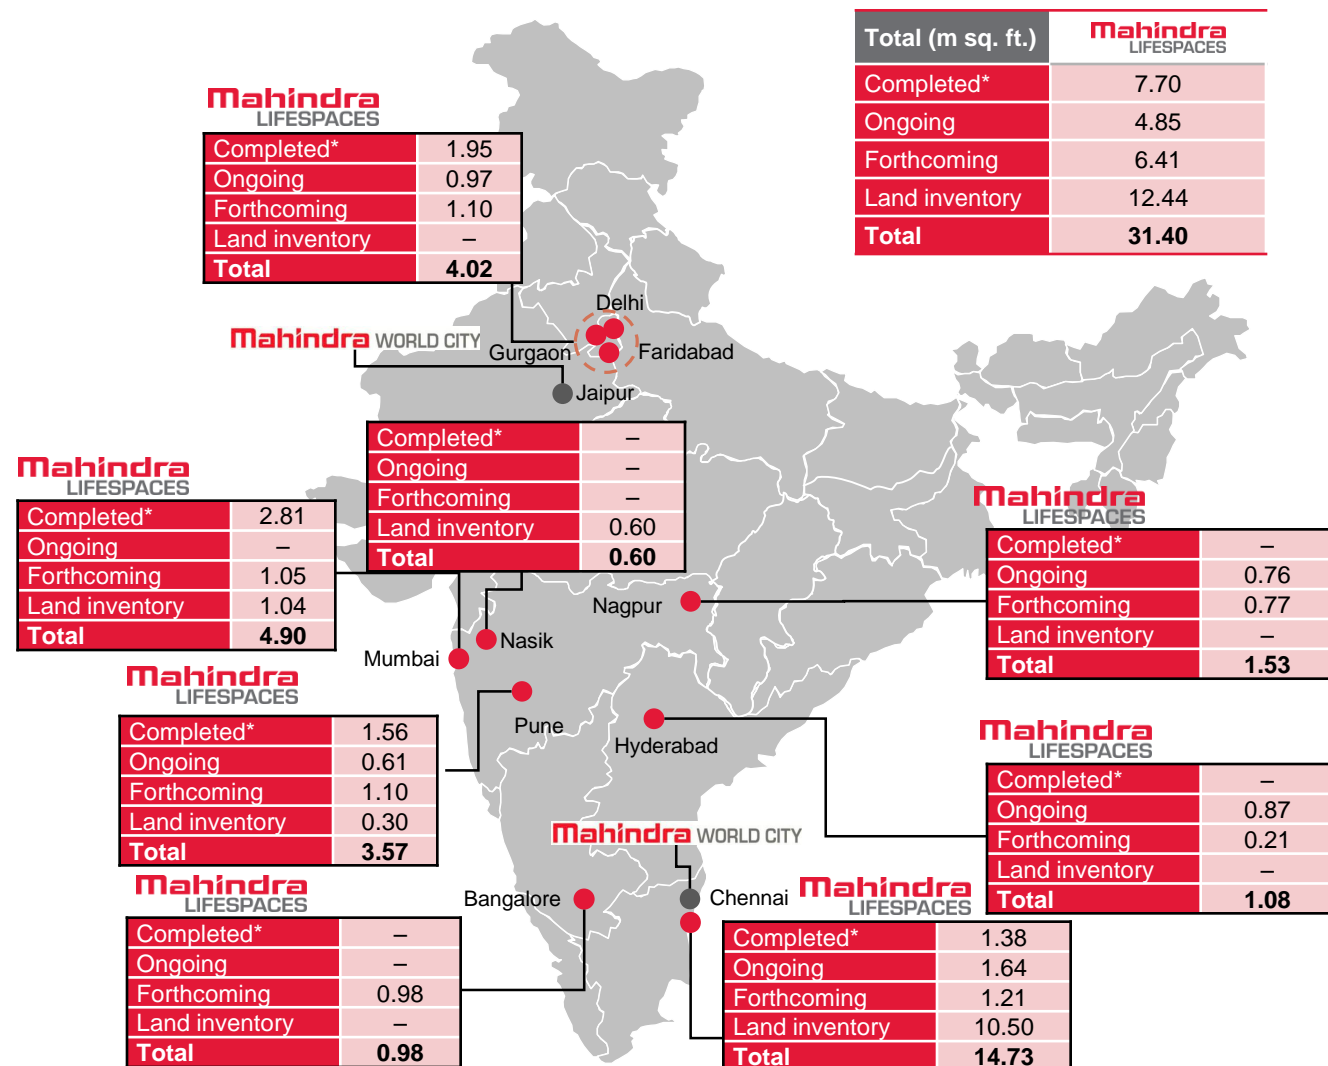 Total (m sq. ft.) Mahindra LIFESPACES
Completed* 7.70
Ongoing 4.85
Forthcoming 6.41
Land inventory 12.44
Total 31.40
Mahindra
LIFESPACES
Completed* 1.95
Ongoing 0.97
Forthcoming 1.10
Land inventory –
Total 4.02
Delhi
Mahindra WORLD CITY
Gurgaon
Faridabad
Jaipur
Completed* –
Ongoing –
Forthcoming –
Land inventory 0.60
Total 0.60
Mahindra
LIFESPACES
Completed* 2.81
Ongoing –
Forthcoming 1.05
Land inventory 1.04
Total 4.90
Mahindra
LIFESPACES
Completed* –
Ongoing 0.76
Forthcoming 0.77
Land inventory –
Total 1.53
Nagpur
Nasik
Mumbai
Mahindra
LIFESPACES
Completed* 1.56
Ongoing 0.61
Forthcoming 1.10
Land inventory 0.30
Total 3.57
Pune
Hyderabad
Mahindra
LIFESPACES
Completed* –
Ongoing 0.87
Forthcoming 0.21
Land inventory –
Total 1.08
Mahindra WORLD CITY
Mahindra
LIFESPACES
Completed* –
Ongoing –
Forthcoming 0.98
Land inventory –
Total 0.98
Bangalore
Chennai
Mahindra
LIFESPACES
Completed* 1.38
Ongoing 1.64
Forthcoming 1.21
Land inventory 10.50
Total 14.73